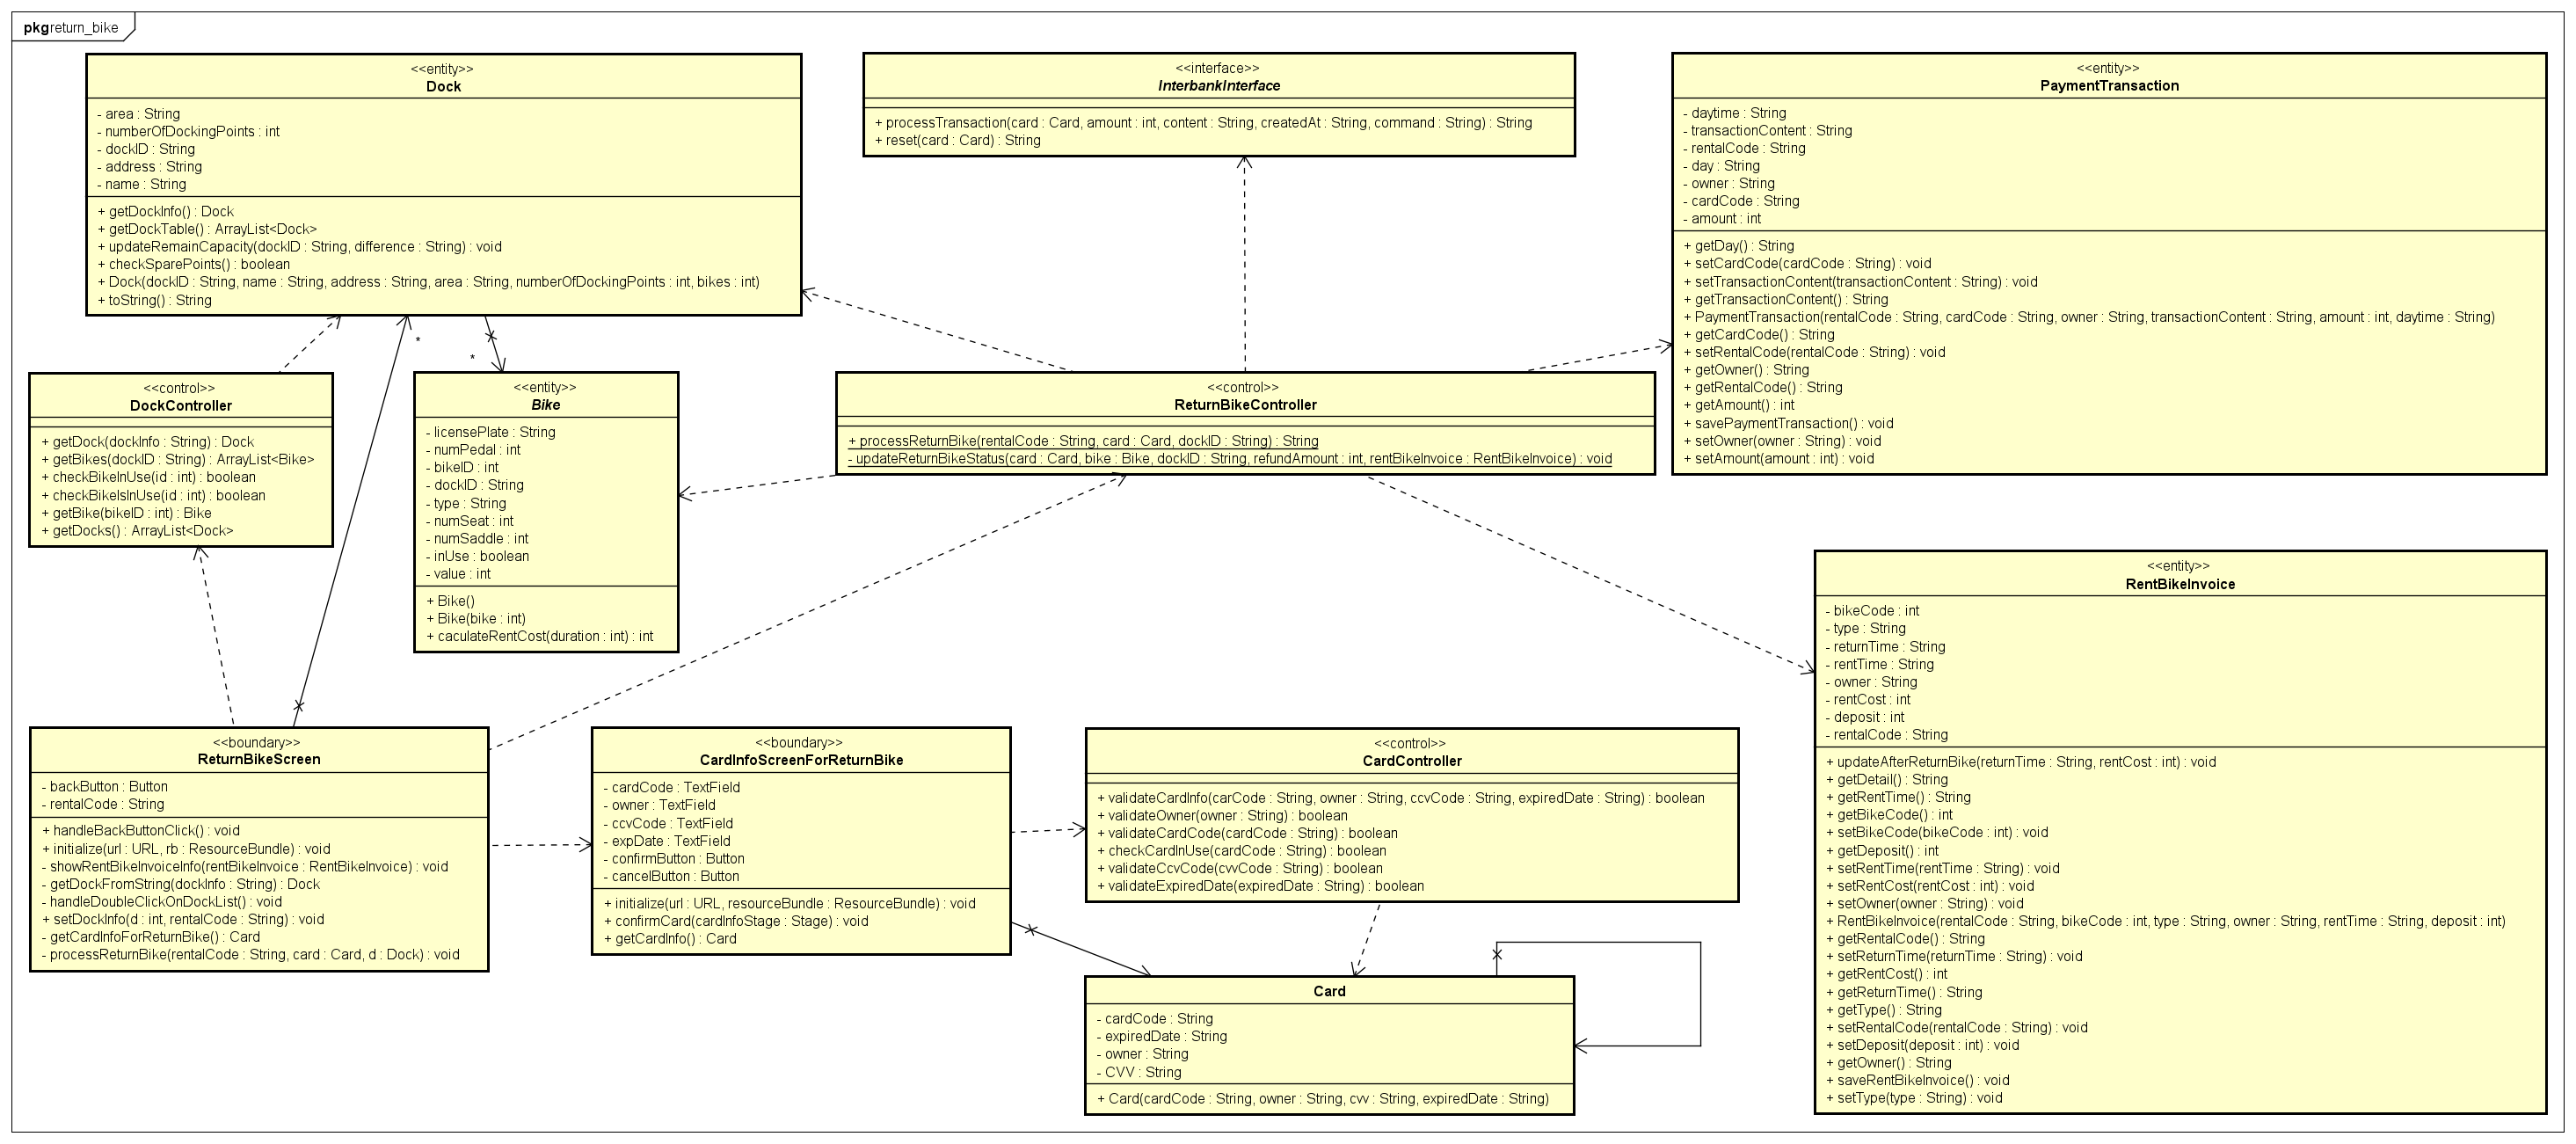 pkgreturn_bike
<<entity>>
Dock
- area : String
- numberOfDockingPoints : int
- dockID : String
- address : String
- name : String
+ getDockInfo() : Dock
+ getDockTable() : ArrayList<Dock>
+ updateRemainCapacity(dockID : String, difference : String) : void
+ checkSparePoints() : boolean
+ Dock(dockID : String, name : String, address : String, area : String, numberOfDockingPoints : int, bikes : int)
+ toString() : String
<<interface>>
InterbankInterface
+ processTransaction(card : Card, amount : int, content : String, createdAt : String, command : String) : String
+ reset(card : Card) : String
<<entity>>
PaymentTransaction
- daytime : String
- transactionContent : String
- rentalCode : String
- day : String
- owner : String
- cardCode : String
- amount : int
+ getDay() : String
+ setCardCode(cardCode : String) : void
+ setTransactionContent(transactionContent : String) : void
+ getTransactionContent() : String
+ PaymentTransaction(rentalCode : String, cardCode : String, owner : String, transactionContent : String, amount : int, daytime : String)
+ getCardCode() : String
+ setRentalCode(rentalCode : String) : void
+ getOwner() : String
+ getRentalCode() : String
+ getAmount() : int
+ savePaymentTransaction() : void
+ setOwner(owner : String) : void
+ setAmount(amount : int) : void
*
*
<<control>>
DockController
+ getDock(dockInfo : String) : Dock
+ getBikes(dockID : String) : ArrayList<Bike>
+ checkBikeInUse(id : int) : boolean
+ checkBikeIsInUse(id : int) : boolean
+ getBike(bikeID : int) : Bike
+ getDocks() : ArrayList<Dock>
<<entity>>
Bike
- licensePlate : String
- numPedal : int
- bikeID : int
- dockID : String
- type : String
- numSeat : int
- numSaddle : int
- inUse : boolean
- value : int
+ Bike()
+ Bike(bike : int)
+ caculateRentCost(duration : int) : int
<<control>>
ReturnBikeController
+ processReturnBike(rentalCode : String, card : Card, dockID : String) : String
- updateReturnBikeStatus(card : Card, bike : Bike, dockID : String, refundAmount : int, rentBikeInvoice : RentBikeInvoice) : void
<<entity>>
RentBikeInvoice
- bikeCode : int
- type : String
- returnTime : String
- rentTime : String
- owner : String
- rentCost : int
- deposit : int
- rentalCode : String
+ updateAfterReturnBike(returnTime : String, rentCost : int) : void
+ getDetail() : String
+ getRentTime() : String
+ getBikeCode() : int
+ setBikeCode(bikeCode : int) : void
+ getDeposit() : int
+ setRentTime(rentTime : String) : void
+ setRentCost(rentCost : int) : void
+ setOwner(owner : String) : void
+ RentBikeInvoice(rentalCode : String, bikeCode : int, type : String, owner : String, rentTime : String, deposit : int)
+ getRentalCode() : String
+ setReturnTime(returnTime : String) : void
+ getRentCost() : int
+ getReturnTime() : String
+ getType() : String
+ setRentalCode(rentalCode : String) : void
+ setDeposit(deposit : int) : void
+ getOwner() : String
+ saveRentBikeInvoice() : void
+ setType(type : String) : void
<<boundary>>
ReturnBikeScreen
- backButton : Button
- rentalCode : String
+ handleBackButtonClick() : void
+ initialize(url : URL, rb : ResourceBundle) : void
- showRentBikeInvoiceInfo(rentBikeInvoice : RentBikeInvoice) : void
- getDockFromString(dockInfo : String) : Dock
- handleDoubleClickOnDockList() : void
+ setDockInfo(d : int, rentalCode : String) : void
- getCardInfoForReturnBike() : Card
- processReturnBike(rentalCode : String, card : Card, d : Dock) : void
<<boundary>>
CardInfoScreenForReturnBike
- cardCode : TextField
- owner : TextField
- ccvCode : TextField
- expDate : TextField
- confirmButton : Button
- cancelButton : Button
+ initialize(url : URL, resourceBundle : ResourceBundle) : void
+ confirmCard(cardInfoStage : Stage) : void
+ getCardInfo() : Card
<<control>>
CardController
+ validateCardInfo(carCode : String, owner : String, ccvCode : String, expiredDate : String) : boolean
+ validateOwner(owner : String) : boolean
+ validateCardCode(cardCode : String) : boolean
+ checkCardInUse(cardCode : String) : boolean
+ validateCcvCode(cvvCode : String) : boolean
+ validateExpiredDate(expiredDate : String) : boolean
Card
- cardCode : String
- expiredDate : String
- owner : String
- CVV : String
+ Card(cardCode : String, owner : String, cvv : String, expiredDate : String)